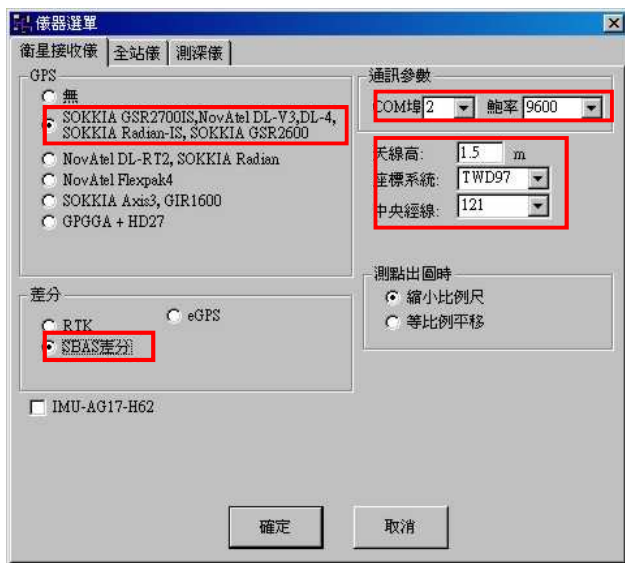 儀器選單
衛星接收儀 全站儀 測深儀
GPS
無
SOKKIA GSR2700IS,NovAtel DL-V3,DL-4,
SOKKIA Radian-IS, SOKKIA GSR2600
NovAtel DL-RT2, SOKKIA Radian
NovAtel Flexpak4
SOKKIA Axis3, GIR1600
GPGGA + HD27
通訊參數
COM埠 2 鮑率 9600
天線高: 1.5 m
座標系統: TWD97
中央經線: 121
差分
RTK eGPS
SBAS差分
測點出圖時
縮小比例尺
等比例平移
IMU-AG17-H62
確定 取消